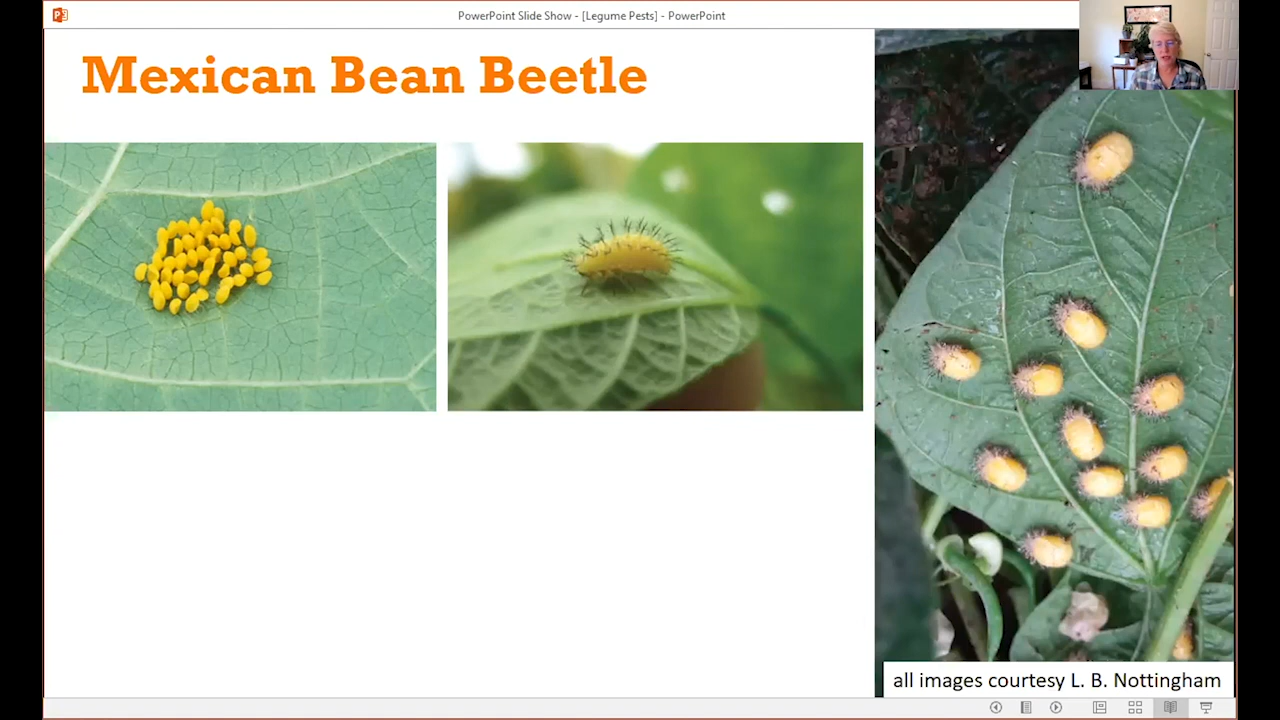 PowerPoint Slide Show - [Legume Pests] - PowerPoint
Mexican Bean Beetle
all images courtesy L. B. Nottingham